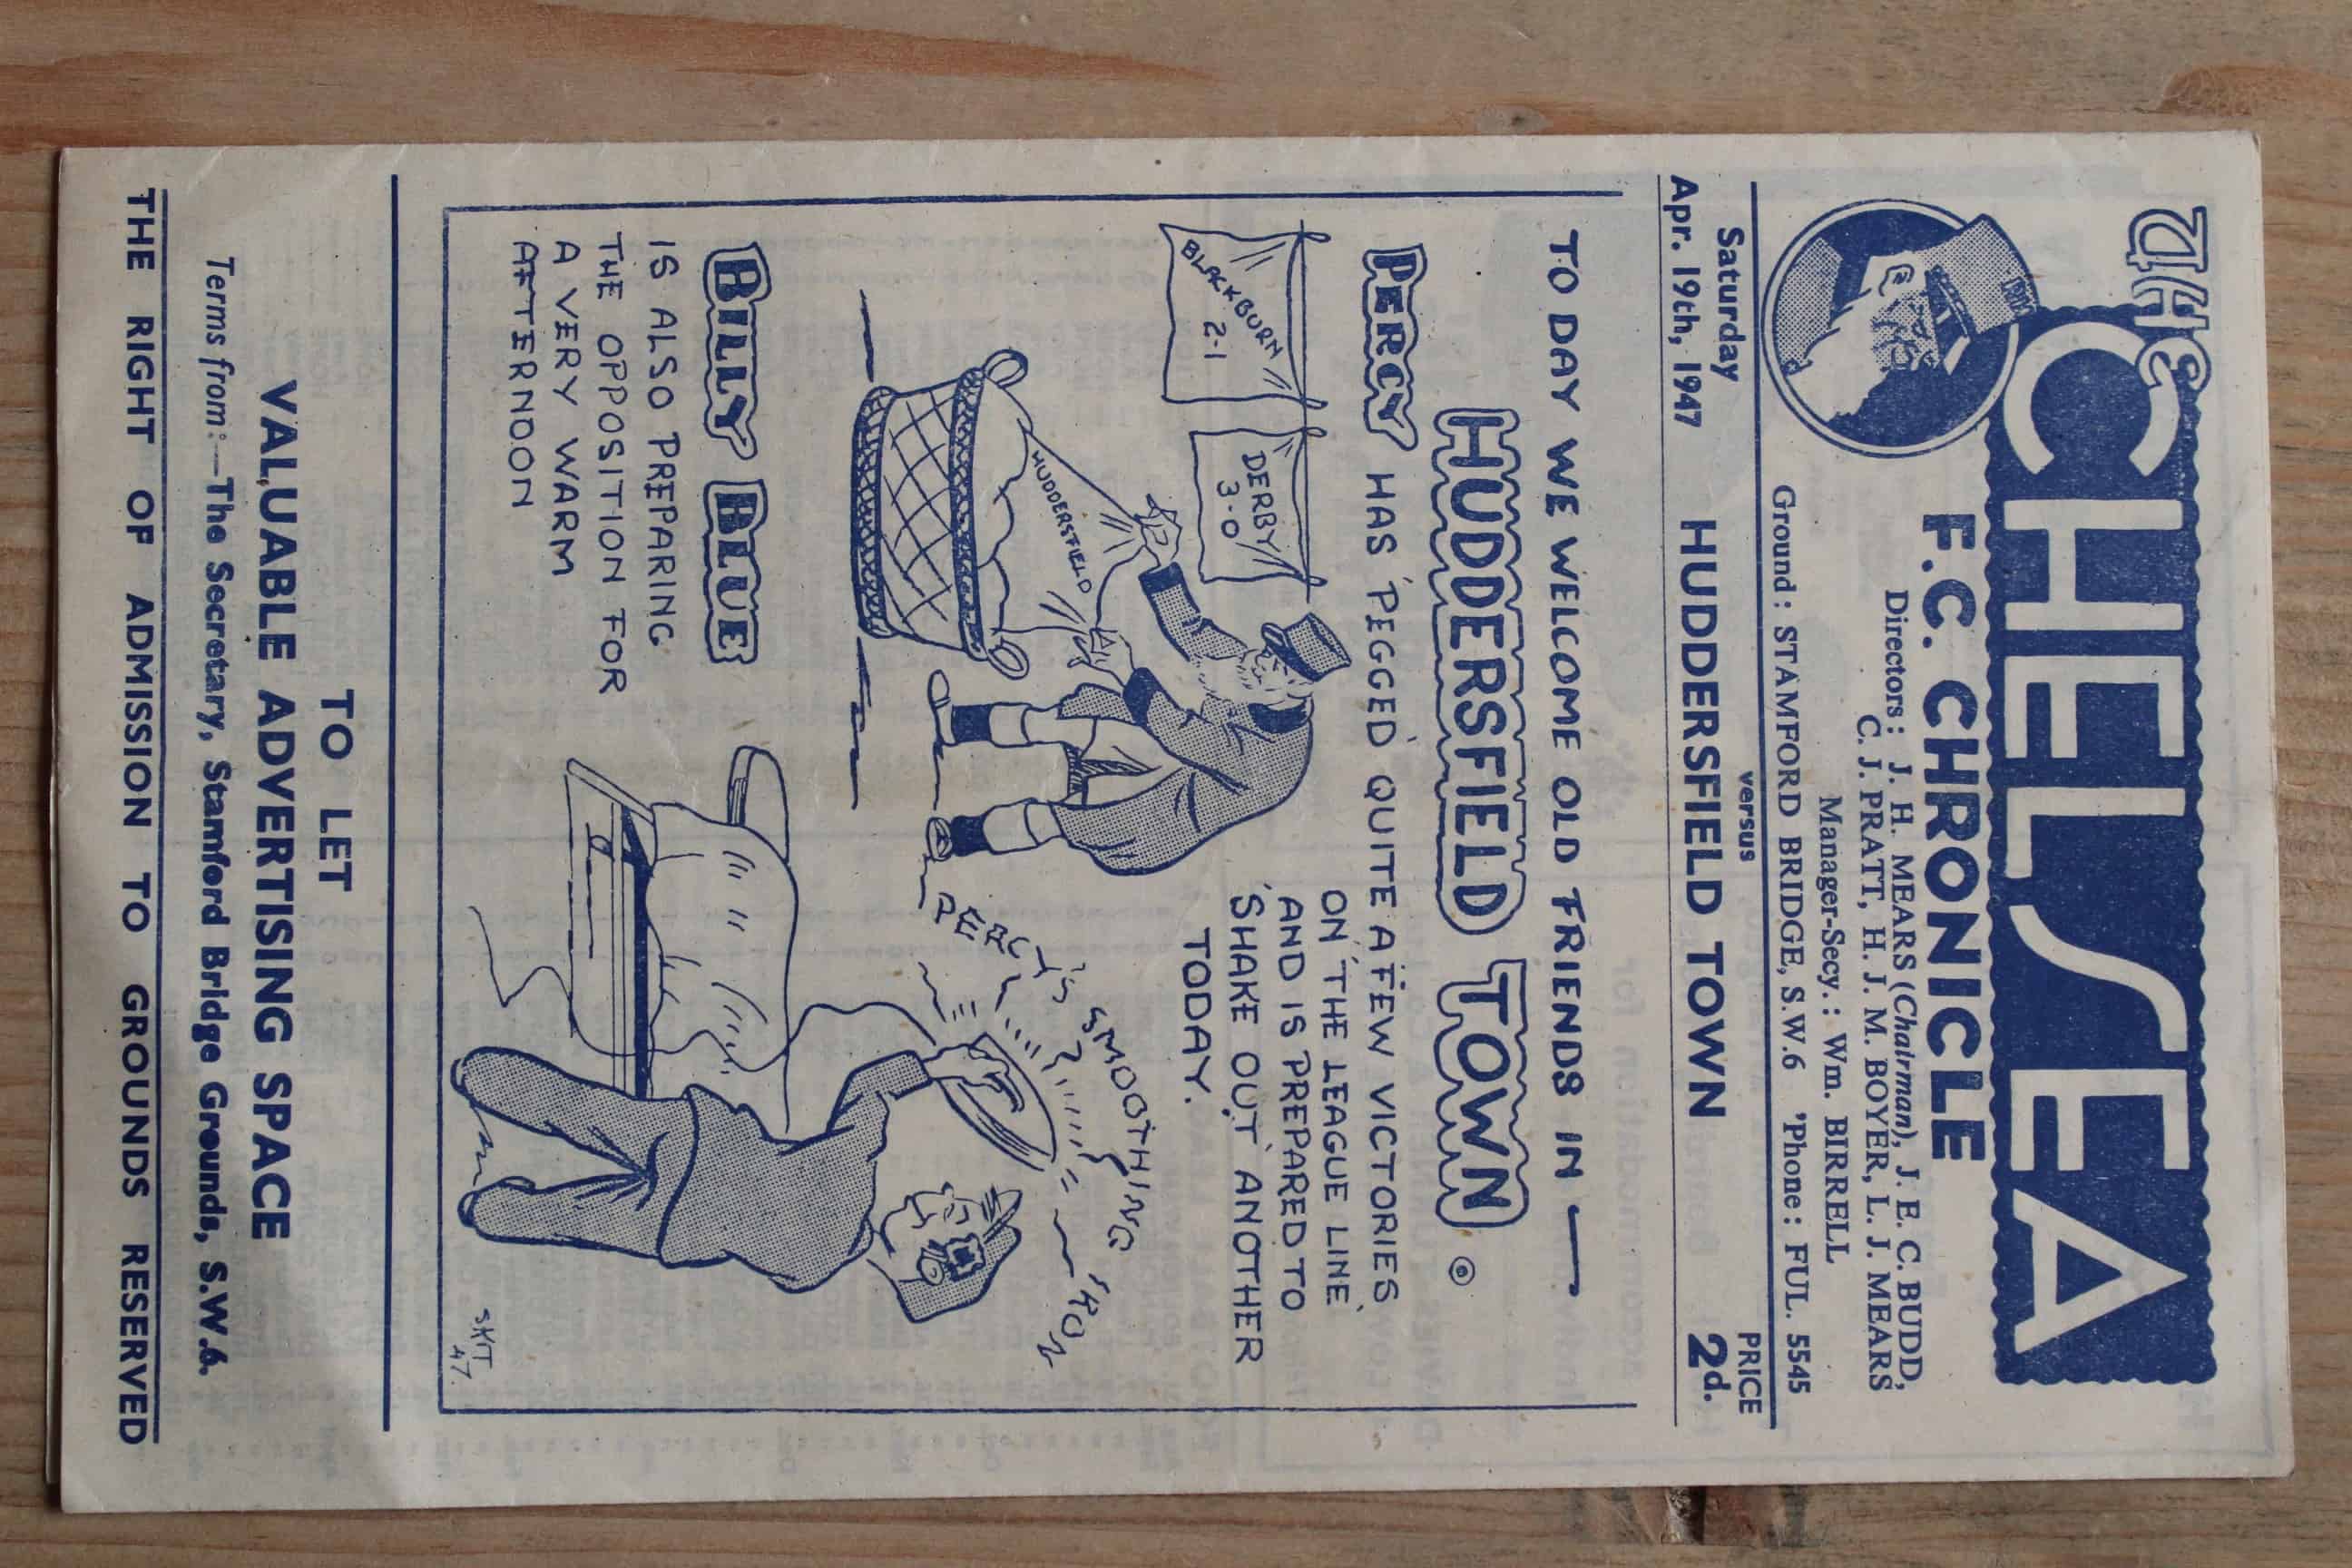 THE
CHELSEA
F.C. CHRONICLE
Directors : J. H. MEARS (Chairman), J. E. C. BUDD,
C. J. PRATT, H. J. M. BOYER, L. J. MEARS
Manager-Secy. : Wm. BIRRELL
Ground : STAMFORD BRIDGE, S.W.6 'Phone : FUL. 5545
Saturday
Apr. 19th, 1947
versus
HUDDERSFIELD TOWN
PRICE
2d.
TO DAY WE WELCOME OLD FRIENDS IN —
HUDDERSFIELD TOWN.
PERCY HAS 'PEGGED' QUITE A FEW VICTORIES
ON 'THE LEAGUE LINE'
AND IS PREPARED TO
'SHAKE OUT' ANOTHER
TODAY.
BLACKBURN
2-1
DERBY
3-0
HUDDERSFIELD
BILLY BLUE
IS ALSO PREPARING
THE OPPOSITION FOR
A VERY WARM
AFTERNOON
PERCY'S SMOOTHING 'RON
SKIT
47
TO LET
VALUABLE ADVERTISING SPACE
Terms from:—The Secretary, Stamford Bridge Grounds, S.W.6.
THE RIGHT OF ADMISSION TO GROUNDS RESERVED